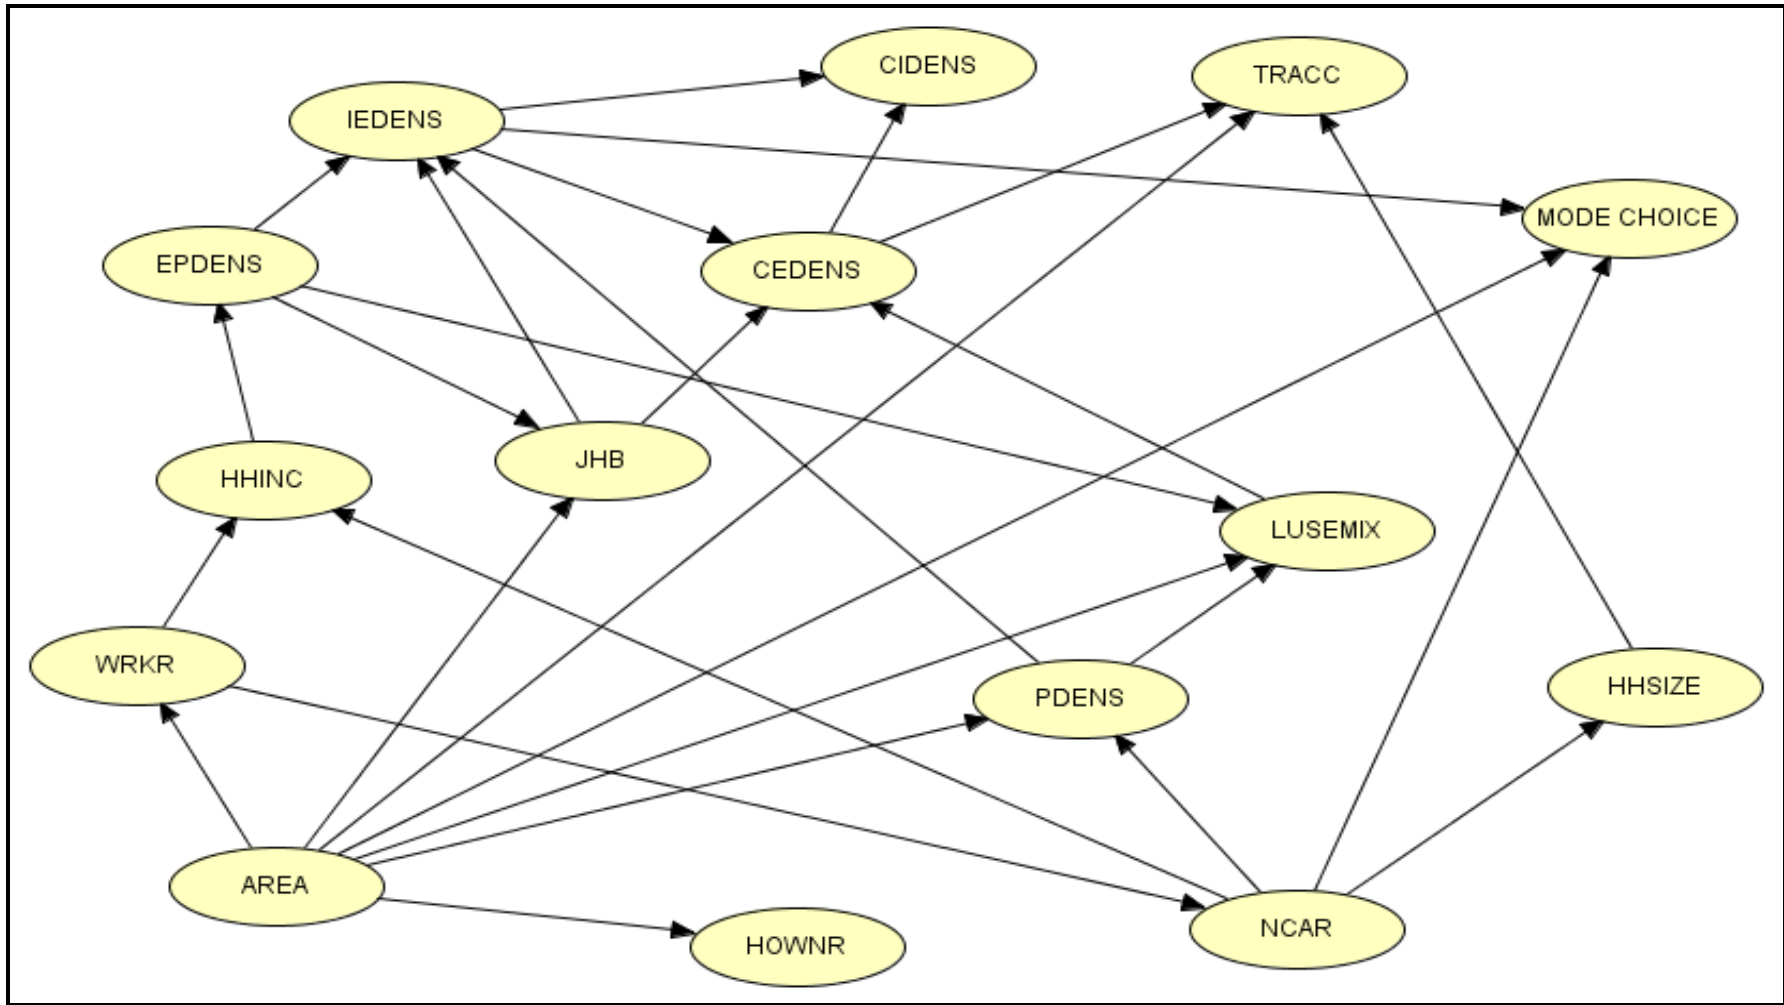 CIDENS
TRACC
IEDENS
MODE CHOICE
EPDENS
CEDENS
JHB
HHINC
LUSEMIX
WRKR
HHSIZE
PDENS
AREA
NCAR
HOWNR